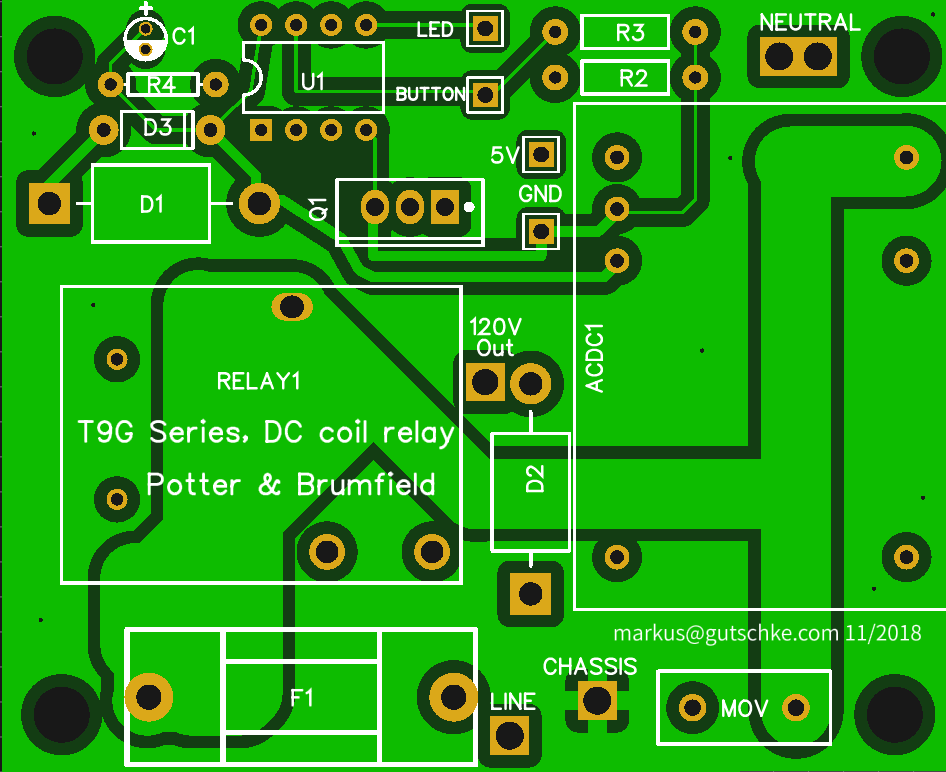 +
C1
LED
R3
NEUTRAL
R4
U1
BUTTON
R2
D3
5V
D1
Q1
GND
120V
Out
ACDC1
RELAY1
T9G Series, DC coil relay
Potter & Brumfield
D2
markus@gutschke.com 11/2018
CHASSIS
F1
LINE
MOV